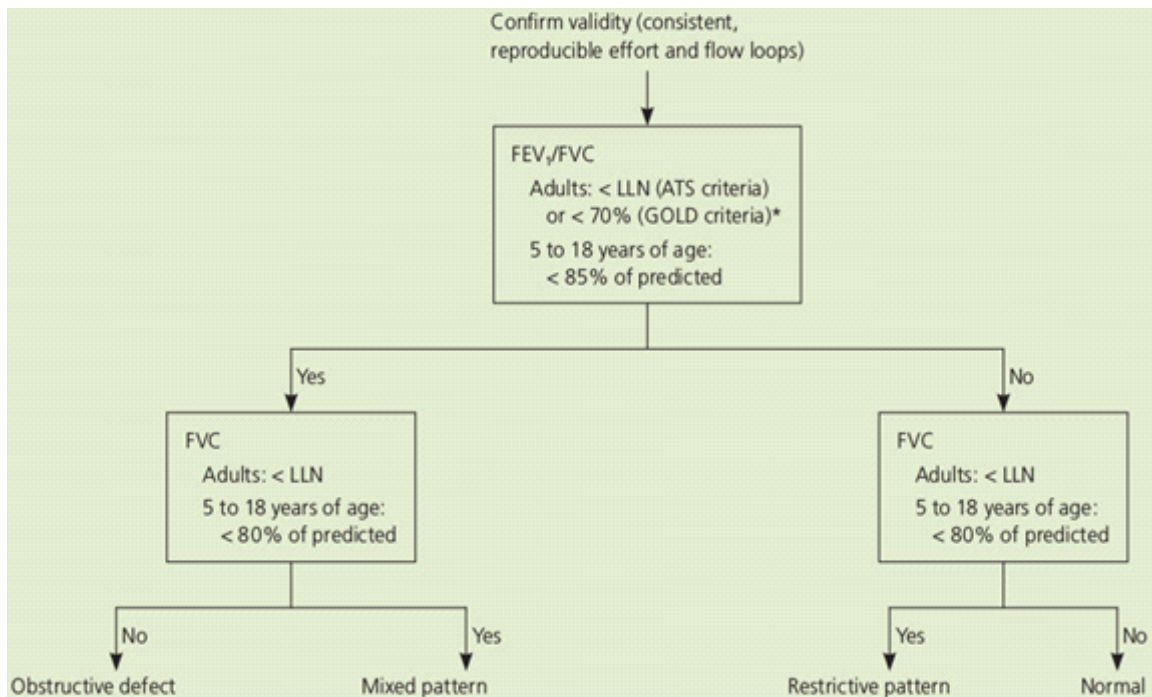 Confirm validity (consistent,
reproducible effort and flow loops)
FEV₁/FVC
Adults: < LLN (ATS criteria)
or < 70% (GOLD criteria)*
5 to 18 years of age:
< 85% of predicted
Yes
No
FVC
Adults: < LLN
5 to 18 years of age:
< 80% of predicted
FVC
Adults: < LLN
5 to 18 years of age:
< 80% of predicted
No
Yes
Yes
No
Obstructive defect
Mixed pattern
Restrictive pattern
Normal